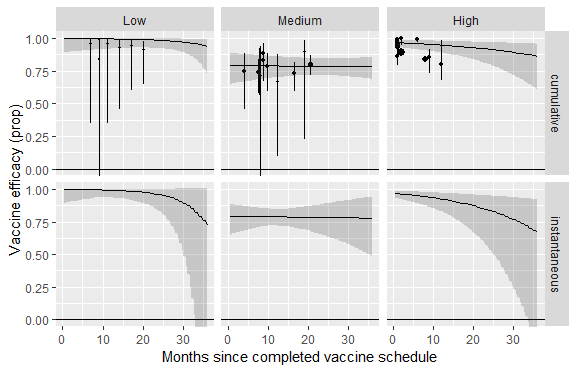 Low Medium High
1.00
0.75
0.50
0.25
0.00
cumulative
1.00
0.75
0.50
0.25
0.00
instantaneous
Vaccine efficacy (prop)
0 10 20 30 0 10 20 30 0 10 20 30
Months since completed vaccine schedule